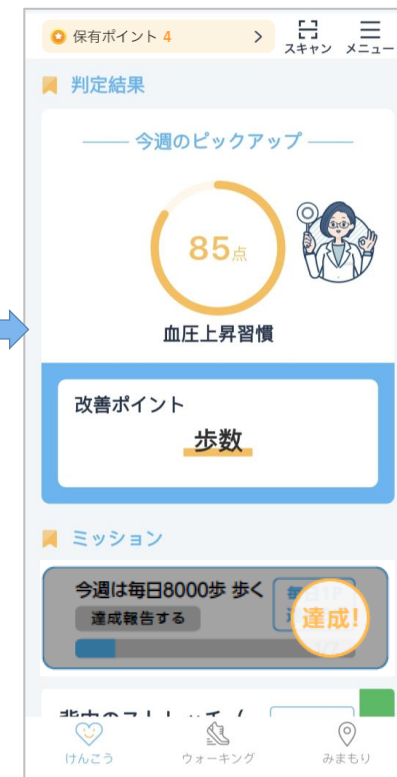 保有ポイント 4
スキャン
メニュー
判定結果
今週のピックアップ
85点
血圧上昇習慣
改善ポイント
歩数
ミッション
今週は毎日8000歩 歩く
達成報告する
達成!
けんこう
ウォーキング
みまもり